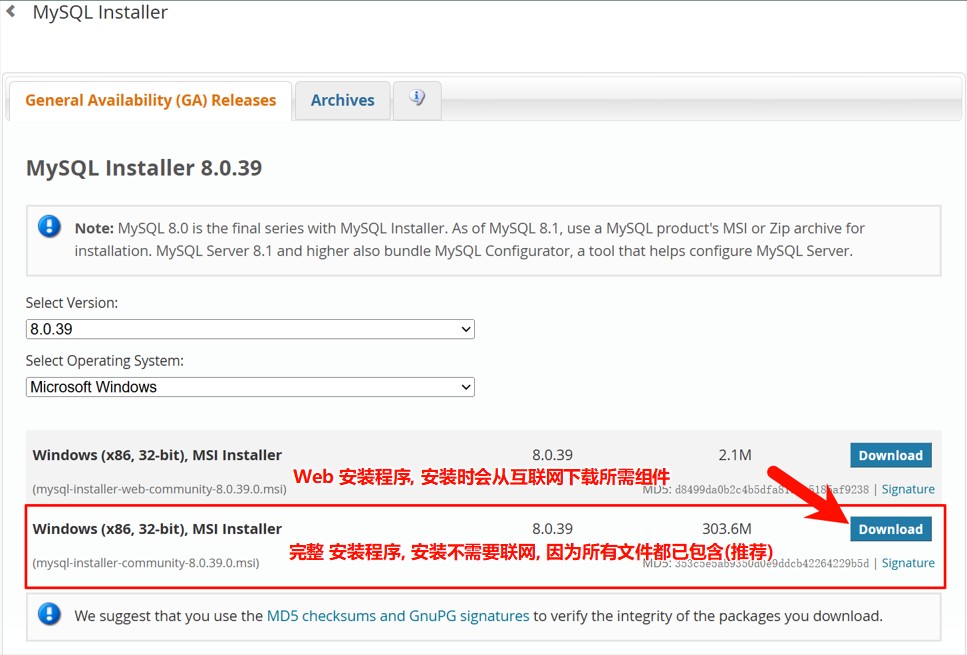 MySQL Installer
General Availability (GA) Releases
Archives
MySQL Installer 8.0.39
Note: MySQL 8.0 is the final series with MySQL Installer. As of MySQL 8.1, use a MySQL product's MSI or Zip archive for
installation. MySQL Server 8.1 and higher also bundle MySQL Configurator, a tool that helps configure MySQL Server.
Select Version:
8.0.39
Select Operating System:
Microsoft Windows
Windows (x86, 32-bit), MSI Installer 8.0.39 2.1M Download
Web 安装程序, 安装时会从互联网下载所需组件
(mysql-installer-web-community-8.0.39.0.msi) MD5: | Signature
Windows (x86, 32-bit), MSI Installer 8.0.39 303.6M Download
完整 安装程序, 安装不需要联网, 因为所有文件都已包含(推荐)
(mysql-installer-community-8.0.39.0.msi) MD5: | Signature
We suggest that you use the MD5 checksums and GnuPG signatures to verify the integrity of the packages you download.